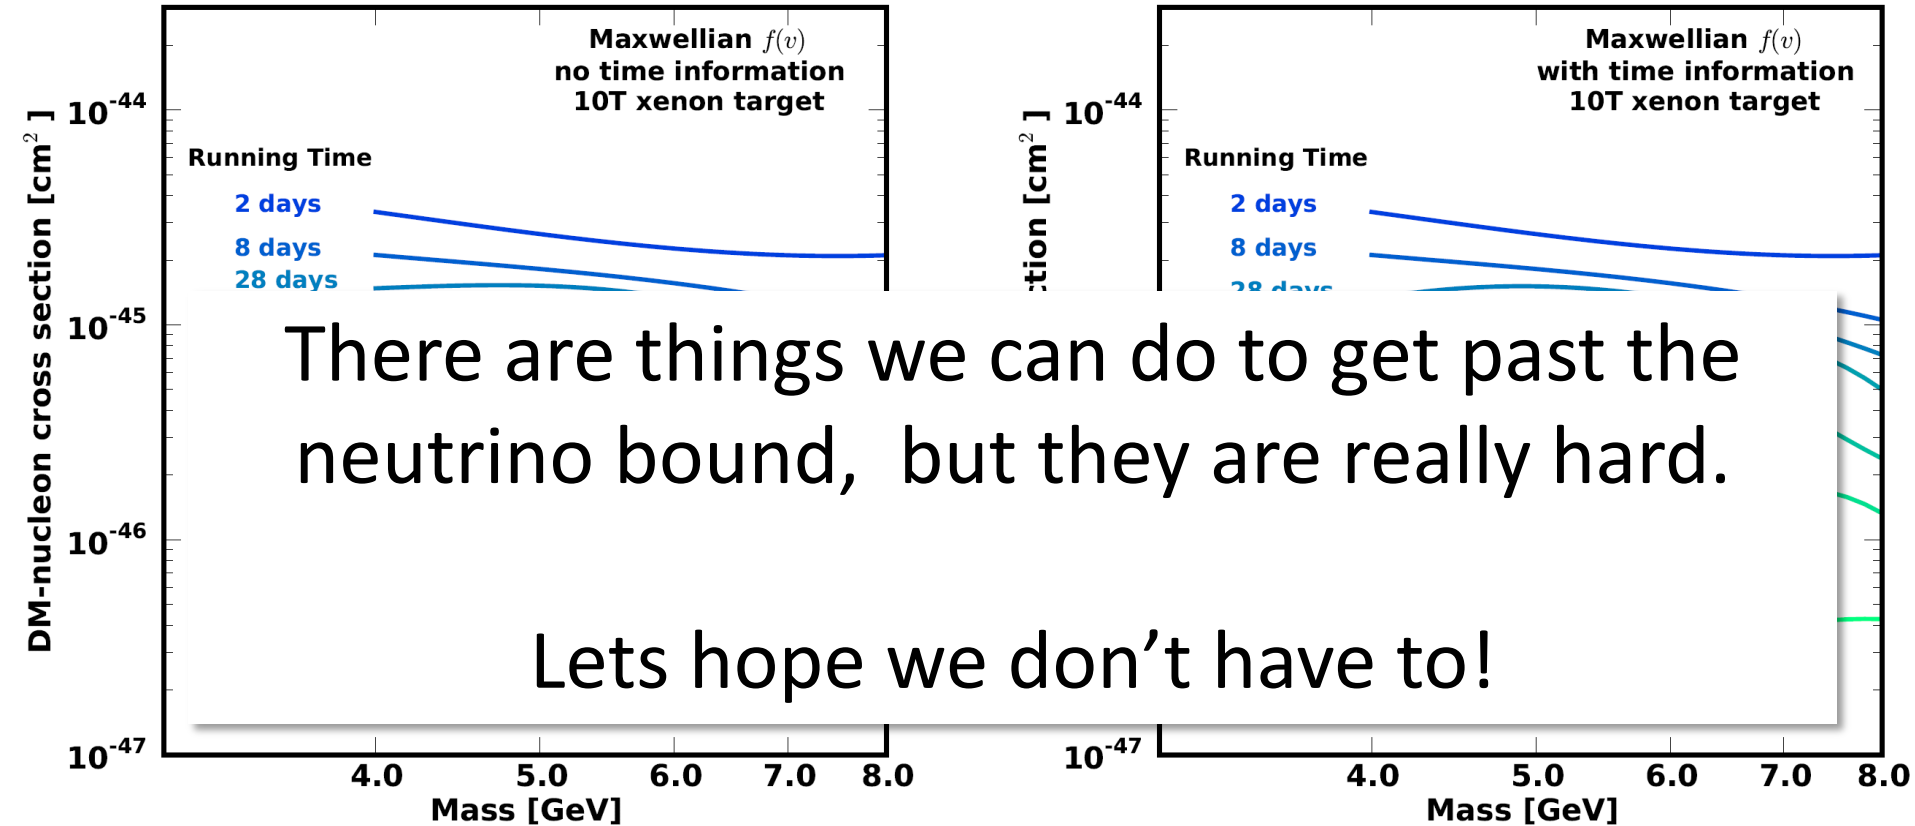 Maxwellian f(v)
no time information
10T xenon target
Running Time
2 days
8 days
28 days
10^-44
10^-45
10^-46
10^-47
DM-nucleon cross section [cm^2 ]
4.0 5.0 6.0 7.0 8.0
Mass [GeV]
Maxwellian f(v)
with time information
10T xenon target
Running Time
2 days
8 days
28 days
10^-44
10^-47
[cm^2 ]
4.0 5.0 6.0 7.0 8.0
Mass [GeV]
There are things we can do to get past the
neutrino bound,  but they are really hard.
Lets hope we don’t have to!